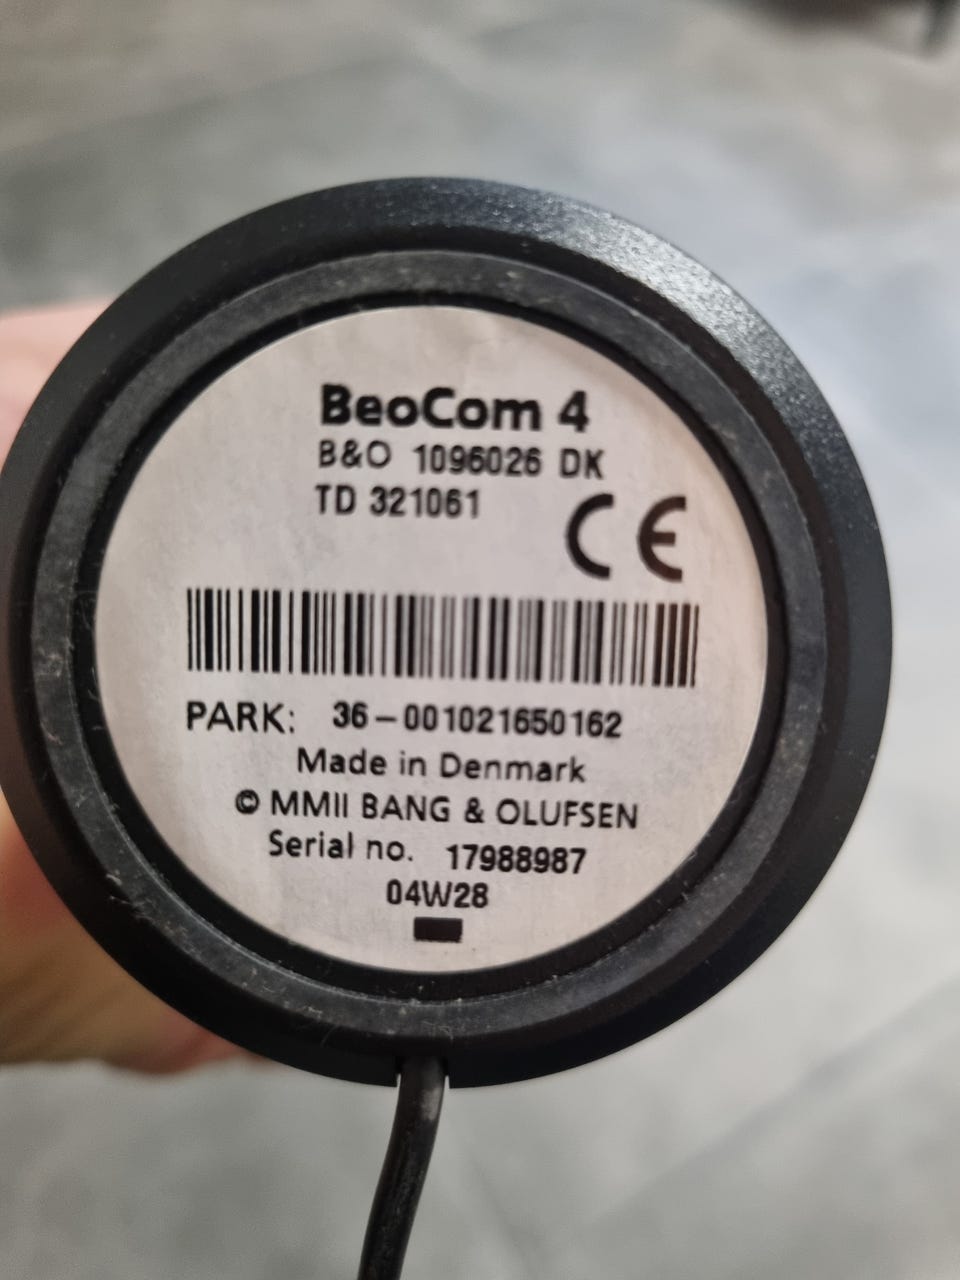 BeoCom 4
B&O 1096026 DK
TD 321061
CE
PARK: 36-001021650162
Made in Denmark
© MMII BANG & OLUFSEN
Serial no. 17988987
04W28